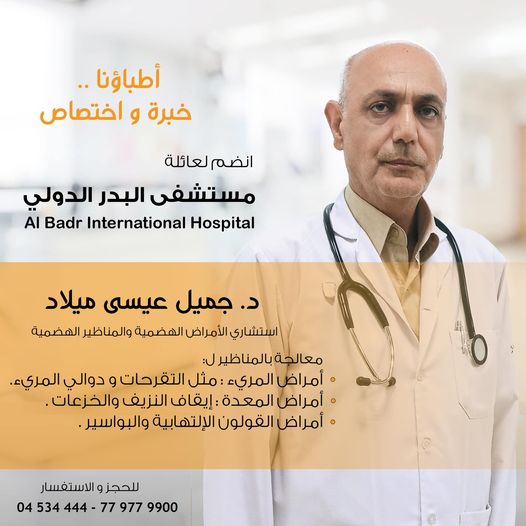 أطباؤنا ..
خبرة و اختصاص
انضم لعائلة
مستشفى البدر الدولي
Al Badr International Hospital
د. جميل عيسى ميلاد
استشاري الأمراض الهضمية والمناظير الهضمية
معالجة بالمناظير ل:
• أمراض المريء : مثل التقرحات و دوالي المريء.
• أمراض المعدة : إيقاف النزيف والخزعات .
• أمراض القولون الإلتهابية والبواسير .
للحجز و الاستفسار
04 534 444 - 77 977 9900